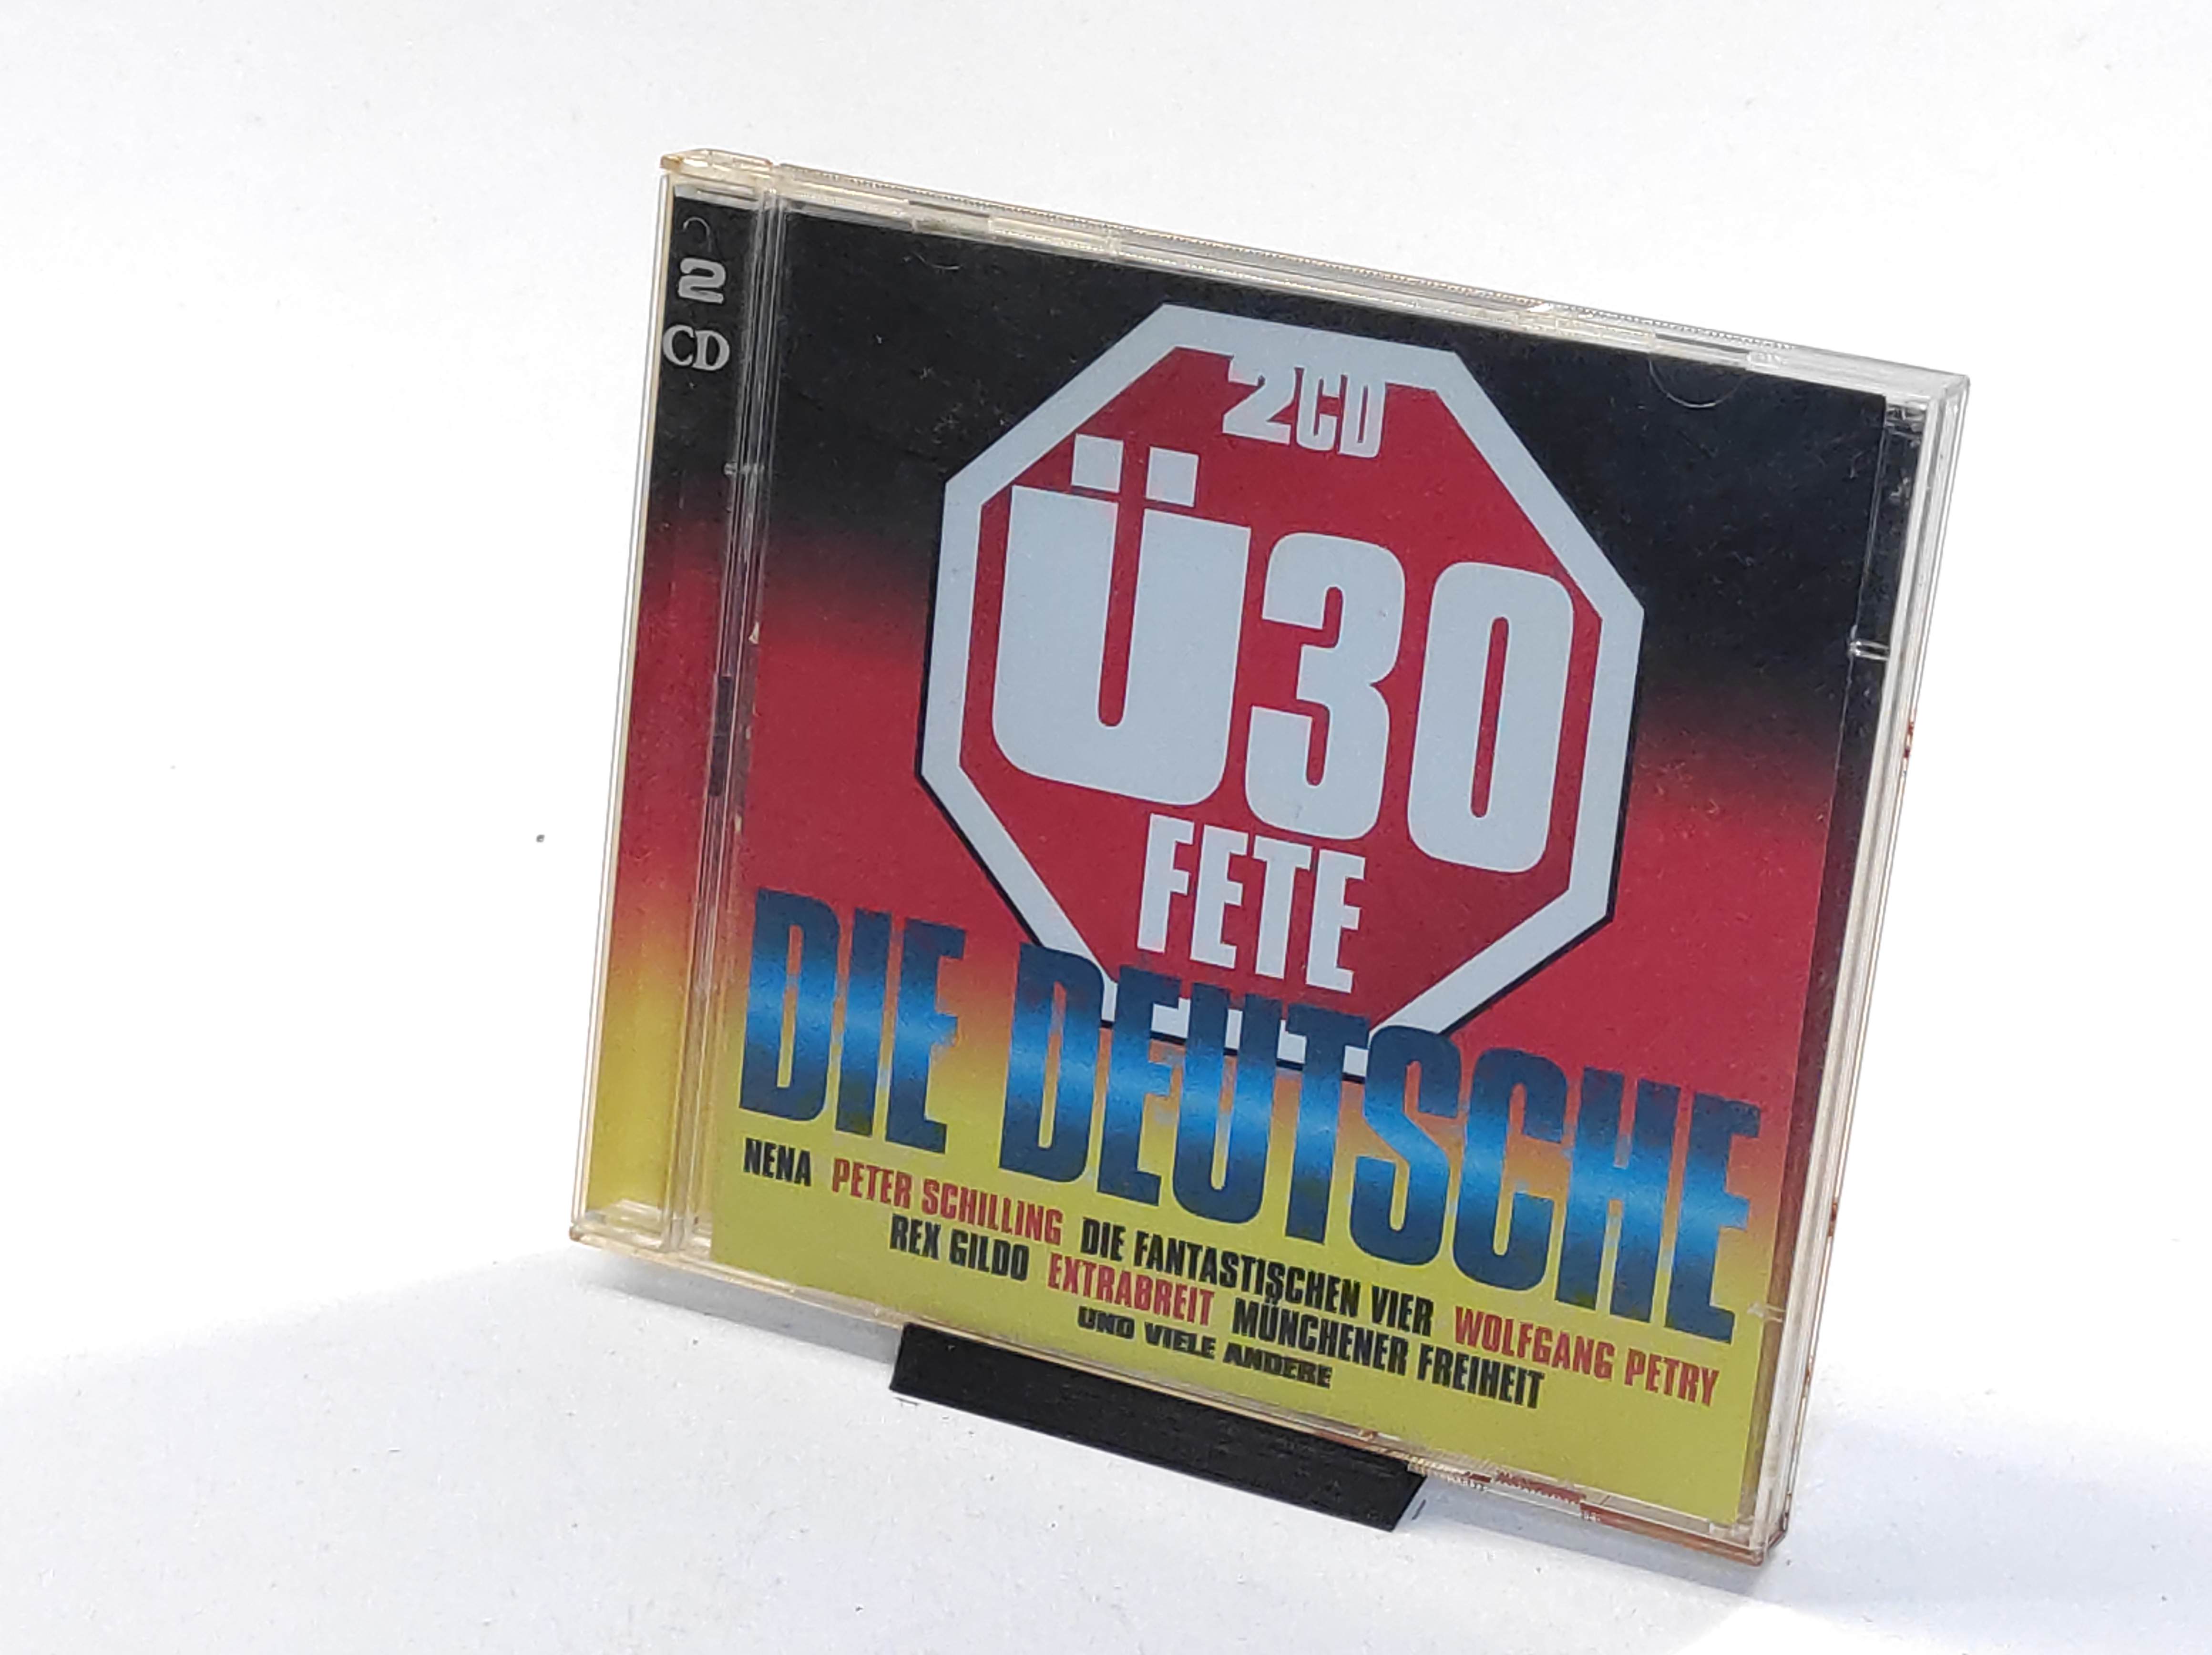 2
CD
2CD
Ü30
FETE
DIE DEUTSCHE
NENA PETER SCHILLING DIE FANTASTISCHEN VIER WOLFGANG PETRY
REX GILDO EXTRABREIT MÜNCHENER FREIHEIT
UND VIELE ANDERE